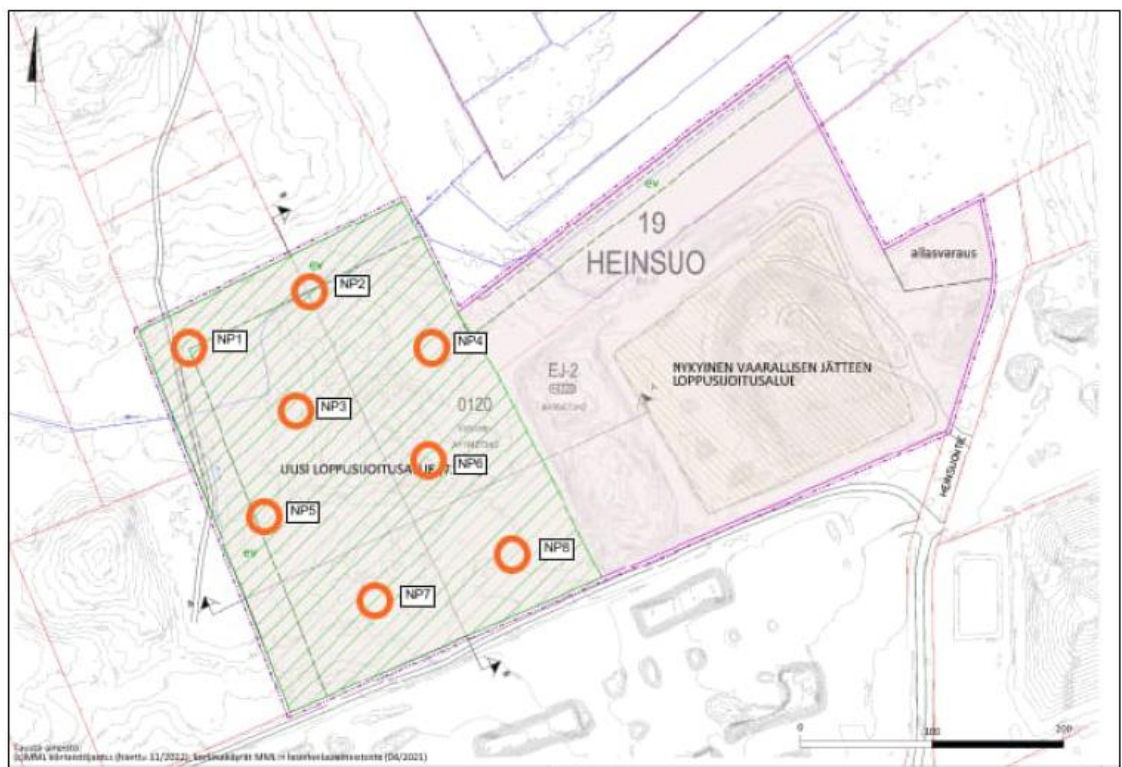 ev
19
HEINSUO
allasvaraus
ev
NP2
NP1
NP4
EJ-2
NYKYINEN VAARALLISEN JÄTTEEN
LOPPUSIJOITUSALUE
NP3
0120
NP6
UUSI LOPPUSIJOITUSALUE
HEINSUONTIE
NP5
ev
NP8
NP7
0
100
200